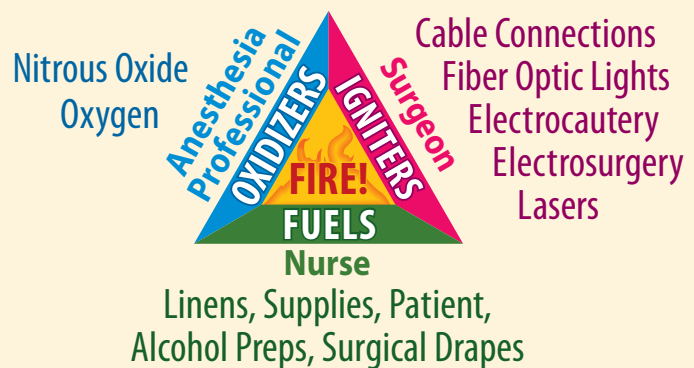 Nitrous Oxide
Oxygen
Anesthesia
Professional
OXIDIZERS
IGNITERS
Surgeon
Cable Connections
Fiber Optic Lights
Electrocautery
Electrosurgery
Lasers
FIRE!
FUELS
Nurse
Linens, Supplies, Patient,
Alcohol Preps, Surgical Drapes